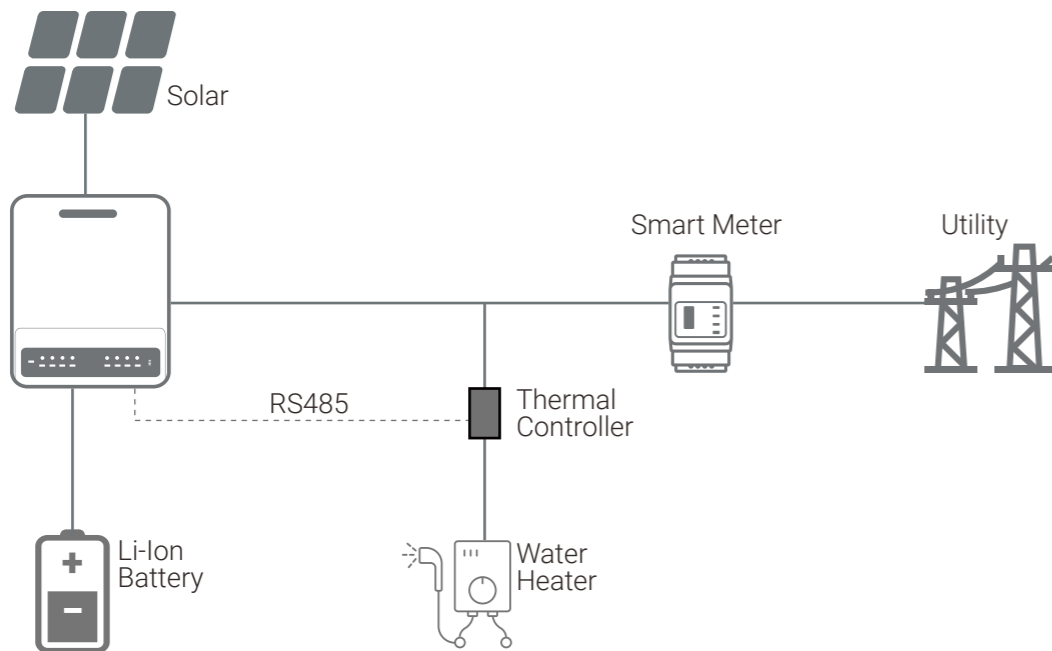 Solar
Smart Meter
Utility
RS485
Thermal
Controller
Li-Ion
Battery
Water
Heater